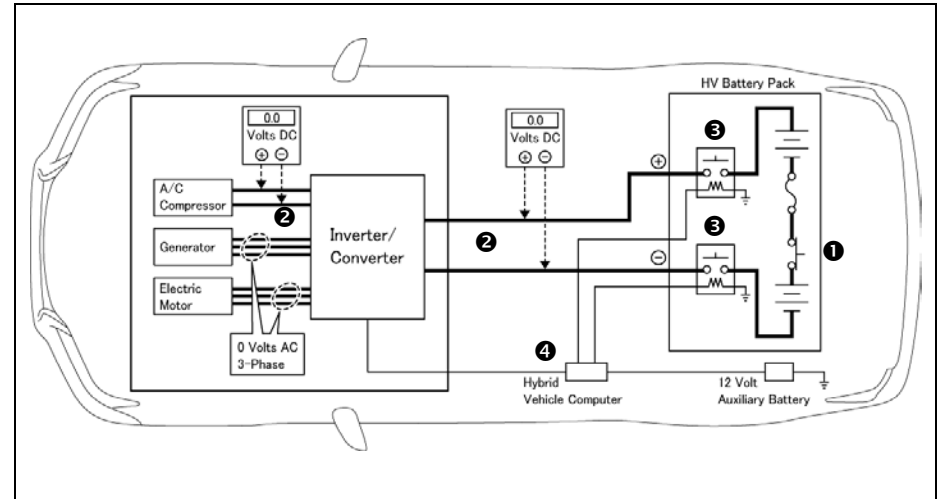 HV Battery Pack
0.0
Volts DC
⊕ ⊖
0.0
Volts DC
⊕ ⊖
❸
⊕
A/C
Compressor
❷
Generator
Inverter/
Converter
❷
❸
⊖
❶
Electric
Motor
0 Volts AC
3-Phase
❹
Hybrid
Vehicle Computer
12 Volt
Auxiliary Battery